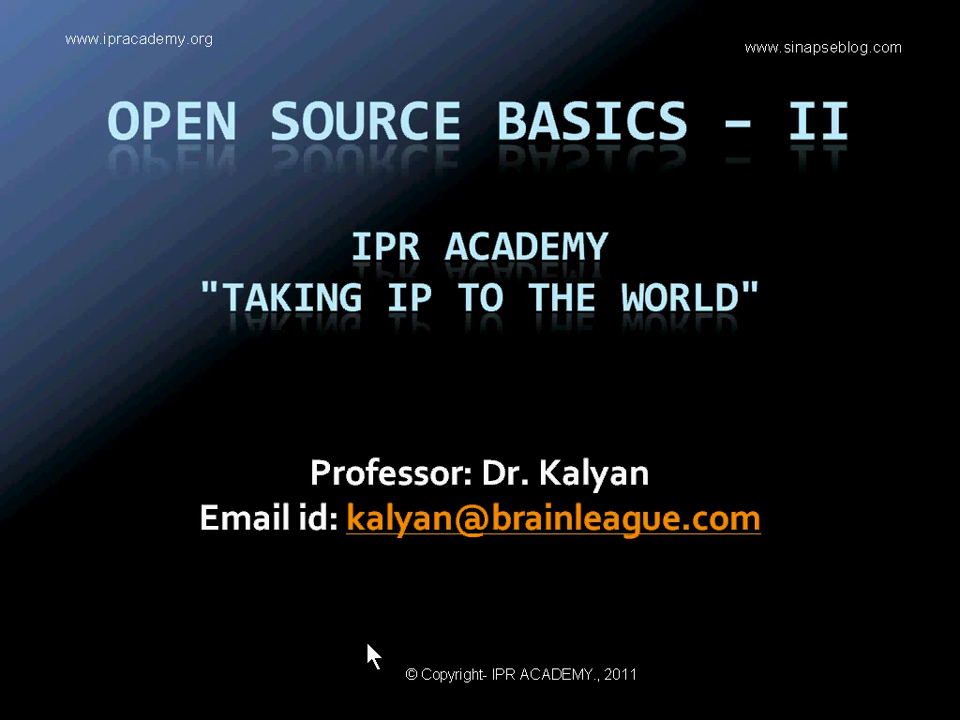 www.ipracademy.org
www.sinapseblog.com
OPEN SOURCE BASICS – II
IPR ACADEMY
"TAKING IP TO THE WORLD"
Professor: Dr. Kalyan
Email id: kalyan@brainleague.com
© Copyright- IPR ACADEMY., 2011